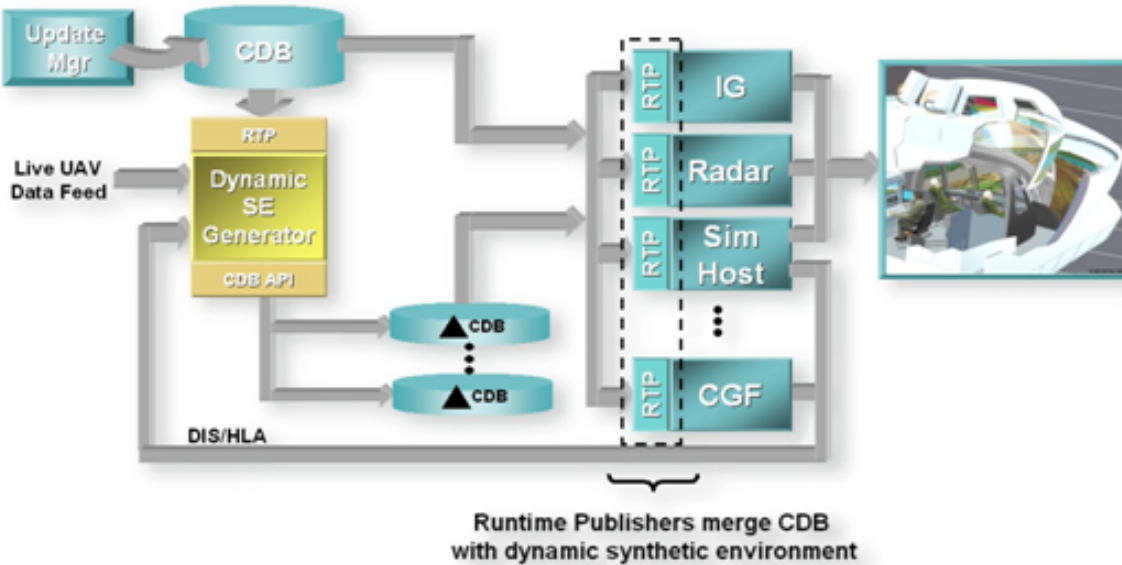 Update
Mgr
CDB
RTP
IG
Live UAV
Data Feed
RTP
Dynamic
SE
Generator
CDB API
RTP
Radar
RTP
Sim
Host
▲CDB
▲CDB
RTP
CGF
DIS/HLA
Runtime Publishers merge CDB
with dynamic synthetic environment